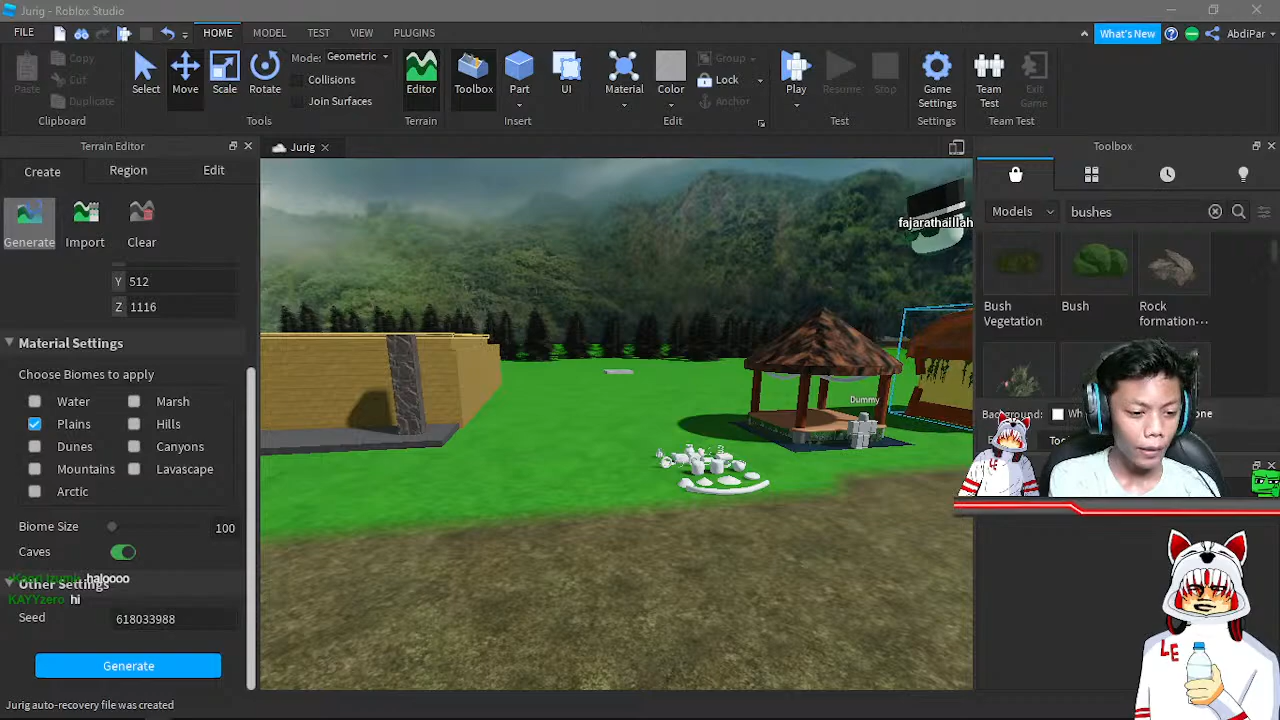 Jurig - Roblox Studio
FILE
HOME
MODEL
TEST
VIEW
PLUGINS
What's New
AbdiPar
Paste
Copy
Cut
Duplicate
Clipboard
Select
Move
Scale
Rotate
Mode: Geometric
Collisions
Join Surfaces
Tools
Editor
Terrain
Toolbox
Part
UI
Insert
Material
Color
Group
Lock
Anchor
Edit
Play
Resume
Stop
Test
Game Settings
Settings
Team Test
Exit Game
Team Test
Terrain Editor
Create
Region
Edit
Generate
Import
Clear
Y 512
Z 1116
Material Settings
Choose Biomes to apply
Water
Marsh
Plains
Hills
Dunes
Canyons
Mountains
Lavascape
Arctic
Biome Size
100
Caves
haloooo
Other Settings
KAYYzero hi
Seed
618033988
Generate
Jurig auto-recovery file was created
Jurig
fajarathaillah
Dummy
Toolbox
Models
bushes
Bush Vegetation
Bush
Rock formation...
Background:
LE
LE